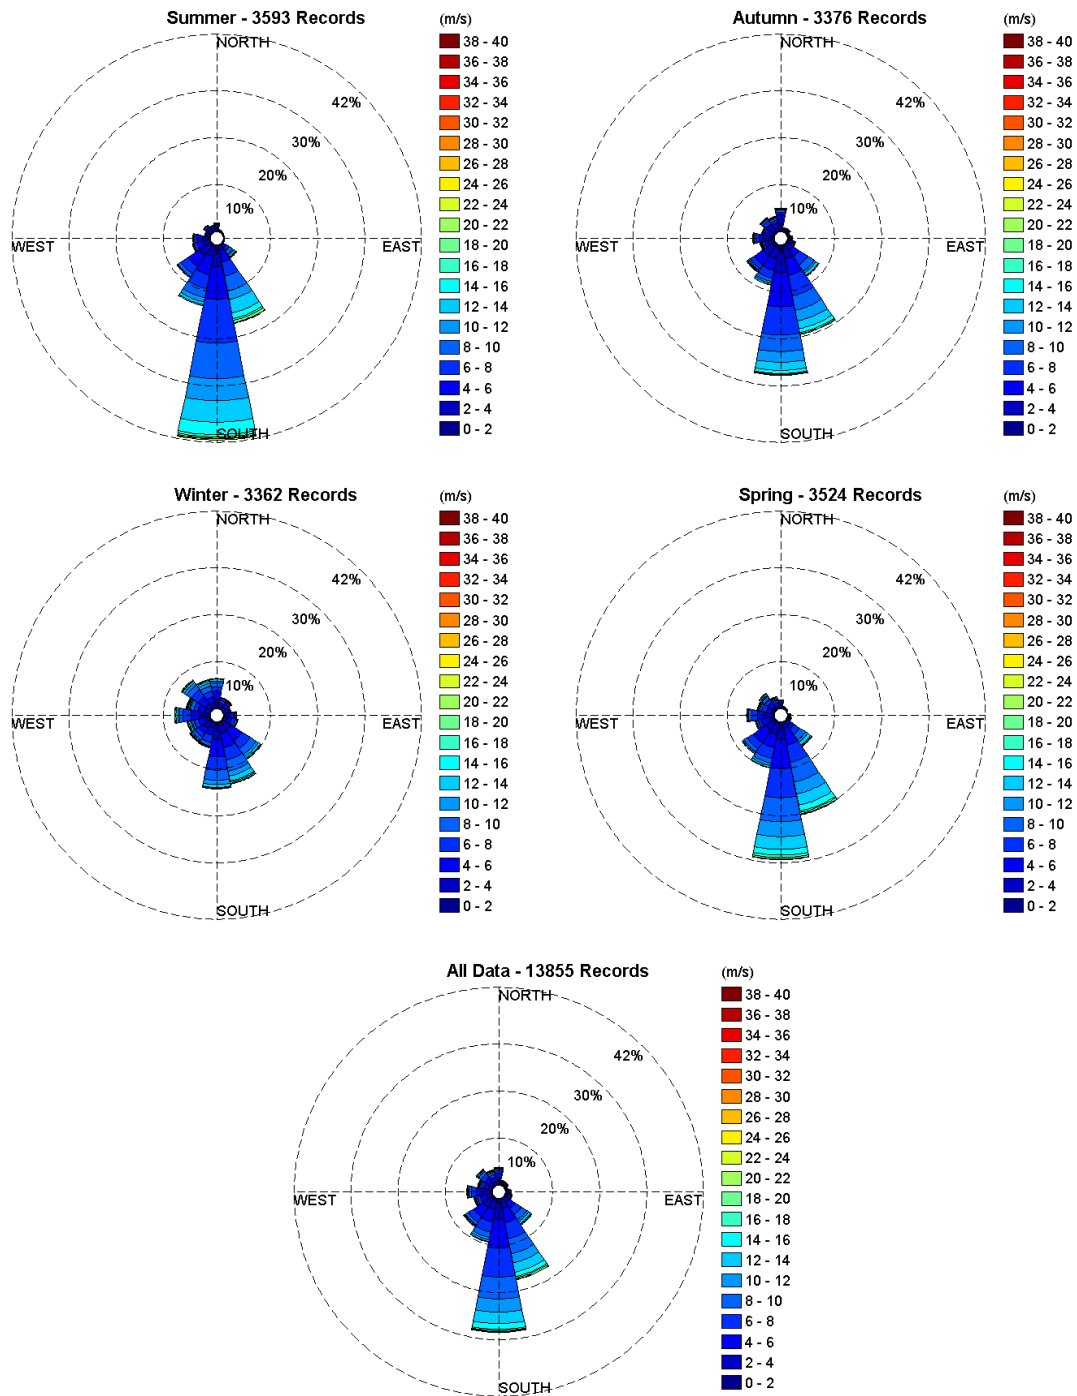 Summer - 3593 Records
(m/s)
NORTH
42%
30%
20%
10%
WEST
EAST
SOUTH
38 - 40
36 - 38
34 - 36
32 - 34
30 - 32
28 - 30
26 - 28
24 - 26
22 - 24
20 - 22
18 - 20
16 - 18
14 - 16
12 - 14
10 - 12
8 - 10
6 - 8
4 - 6
2 - 4
0 - 2
Autumn - 3376 Records
(m/s)
NORTH
42%
30%
20%
10%
WEST
EAST
SOUTH
38 - 40
36 - 38
34 - 36
32 - 34
30 - 32
28 - 30
26 - 28
24 - 26
22 - 24
20 - 22
18 - 20
16 - 18
14 - 16
12 - 14
10 - 12
8 - 10
6 - 8
4 - 6
2 - 4
0 - 2
Winter - 3362 Records
(m/s)
NORTH
42%
30%
20%
10%
WEST
EAST
SOUTH
38 - 40
36 - 38
34 - 36
32 - 34
30 - 32
28 - 30
26 - 28
24 - 26
22 - 24
20 - 22
18 - 20
16 - 18
14 - 16
12 - 14
10 - 12
8 - 10
6 - 8
4 - 6
2 - 4
0 - 2
Spring - 3524 Records
(m/s)
NORTH
42%
30%
20%
10%
WEST
EAST
SOUTH
38 - 40
36 - 38
34 - 36
32 - 34
30 - 32
28 - 30
26 - 28
24 - 26
22 - 24
20 - 22
18 - 20
16 - 18
14 - 16
12 - 14
10 - 12
8 - 10
6 - 8
4 - 6
2 - 4
0 - 2
All Data - 13855 Records
(m/s)
NORTH
42%
30%
20%
10%
WEST
EAST
SOUTH
38 - 40
36 - 38
34 - 36
32 - 34
30 - 32
28 - 30
26 - 28
24 - 26
22 - 24
20 - 22
18 - 20
16 - 18
14 - 16
12 - 14
10 - 12
8 - 10
6 - 8
4 - 6
2 - 4
0 - 2